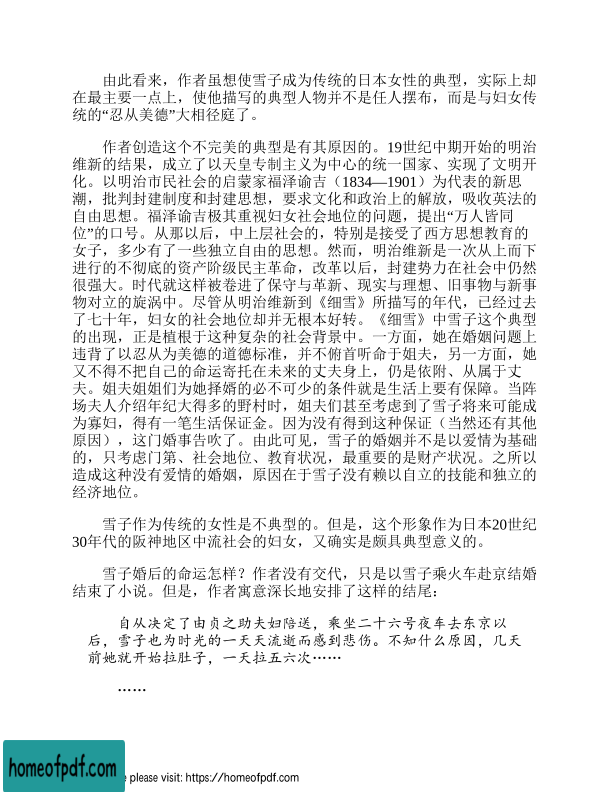 由此看来，作者虽想使雪子成为传统的日本女性的典型，实际上却
在最主要一点上，使他描写的典型人物并不是任人摆布，而是与妇女传
统的“忍从美德”大相径庭了。
作者创造这个不完美的典型是有其原因的。19世纪中期开始的明治
维新的结果，成立了以天皇专制主义为中心的统一国家、实现了文明开
化。以明治市民社会的启蒙家福泽谕吉（1834—1901）为代表的新思
潮，批判封建制度和封建思想，要求文化和政治上的解放，吸收英法的
自由思想。福泽谕吉极其重视妇女社会地位的问题，提出“万人皆同
位”的口号。从那以后，中上层社会的，特别是接受了西方思想教育的
女子，多少有了一些独立自由的思想。然而，明治维新是一次从上而下
进行的不彻底的资产阶级民主革命，改革以后，封建势力在社会中仍然
很强大。时代就这样被卷进了保守与革新、现实与理想、旧事物与新事
物对立的旋涡中。尽管从明治维新到《细雪》所描写的年代，已经过去
了七十年，妇女的社会地位却并无根本好转。《细雪》中雪子这个典型
的出现，正是植根于这种复杂的社会背景中。一方面，她在婚姻问题上
违背了以忍从为美德的道德标准，并不俯首听命于姐夫，另一方面，她
又不得不把自己的命运寄托在未来的丈夫身上，仍是依附、从属于丈
夫。姐夫姐姐们为她择婿的必不可少的条件就是生活上要有保障。当阵
场夫人介绍年纪大得多的野村时，姐夫们甚至考虑到了雪子将来可能成
为寡妇，得有一笔生活保证金。因为没有得到这种保证（当然还有其他
原因），这门婚事告吹了。由此可见，雪子的婚姻并不是以爱情为基础
的，只考虑门第、社会地位、教育状况，最重要的是财产状况。之所以
造成这种没有爱情的婚姻，原因在于雪子没有赖以自立的技能和独立的
经济地位。
雪子作为传统的女性是不典型的。但是，这个形象作为日本20世纪
30年代的阪神地区中流社会的妇女，又确实是颇具典型意义的。
雪子婚后的命运怎样？作者没有交代，只是以雪子乘火车赴京结婚
结束了小说。但是，作者寓意深长地安排了这样的结尾：
自从决定了由贞之助夫妇陪送，乘坐二十六号夜车去东京以
后，雪子也为时光的一天天流逝而感到悲伤。不知什么原因，几天
前她就开始拉肚子，一天拉五六次……
……
homeofpdf.com
e please visit: https://homeofpdf.com